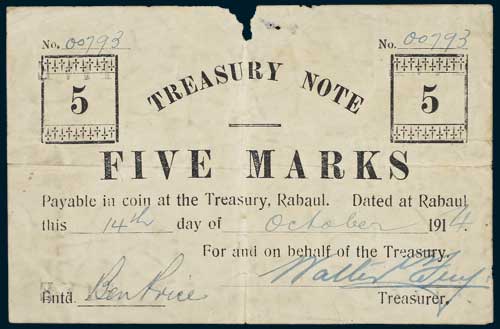 No. 00793
No. 00793
5
TREASURY NOTE
5
FIVE MARKS
Payable in coin at the Treasury, Rabaul. Dated at Rabaul
this 14th day of October 1914.
For and on behalf of the Treasury.
Entd. Ben Price
Walter
Treasurer.